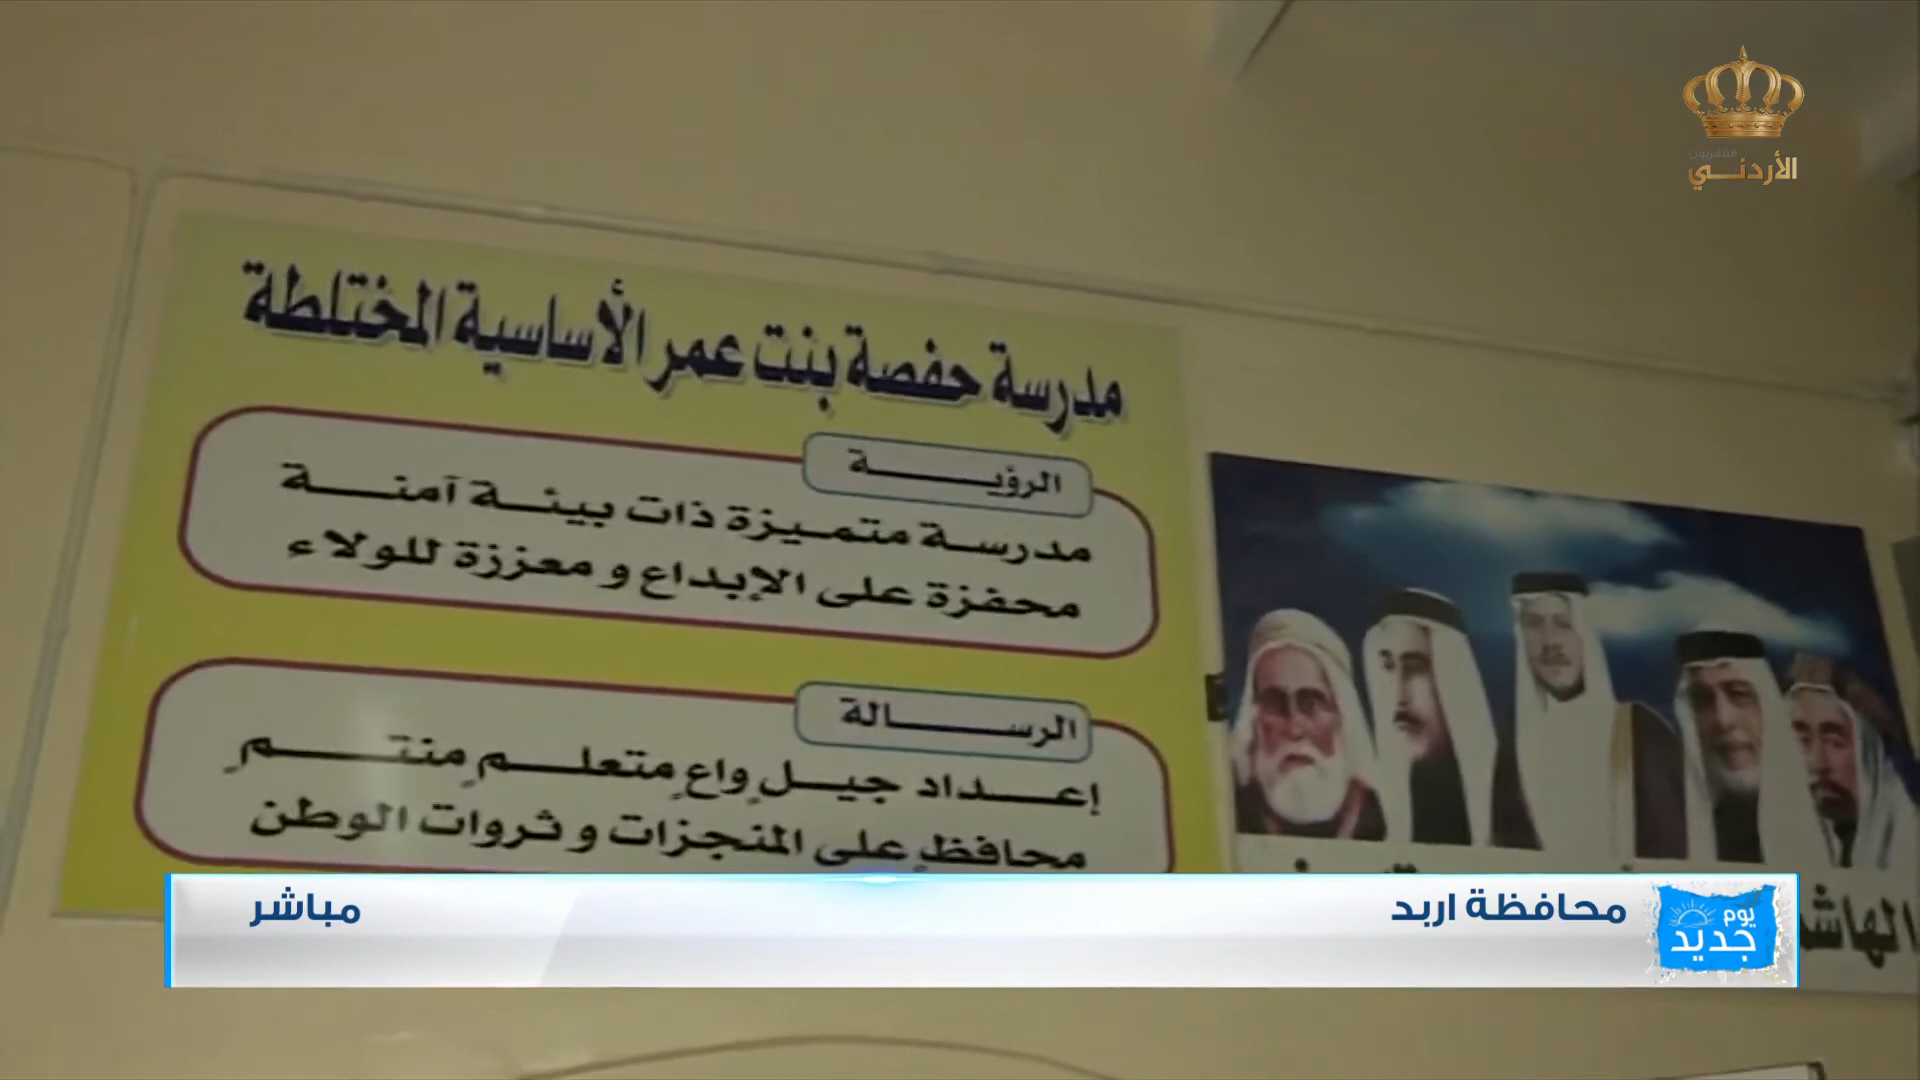 التلفزيون
الأردني
مدرسة حفصة بنت عمر الأساسية المختلطة
الرؤية
مدرسة متميزة ذات بيئة آمنة
محفزة على الإبداع و معززة للولاء
الرسالة
إعداد جيلٍ واعٍ متعلمٍ منتمٍ
محافظٍ على المنجزات و ثروات الوطن
محافظة اربد
مباشر
يوم
جديد